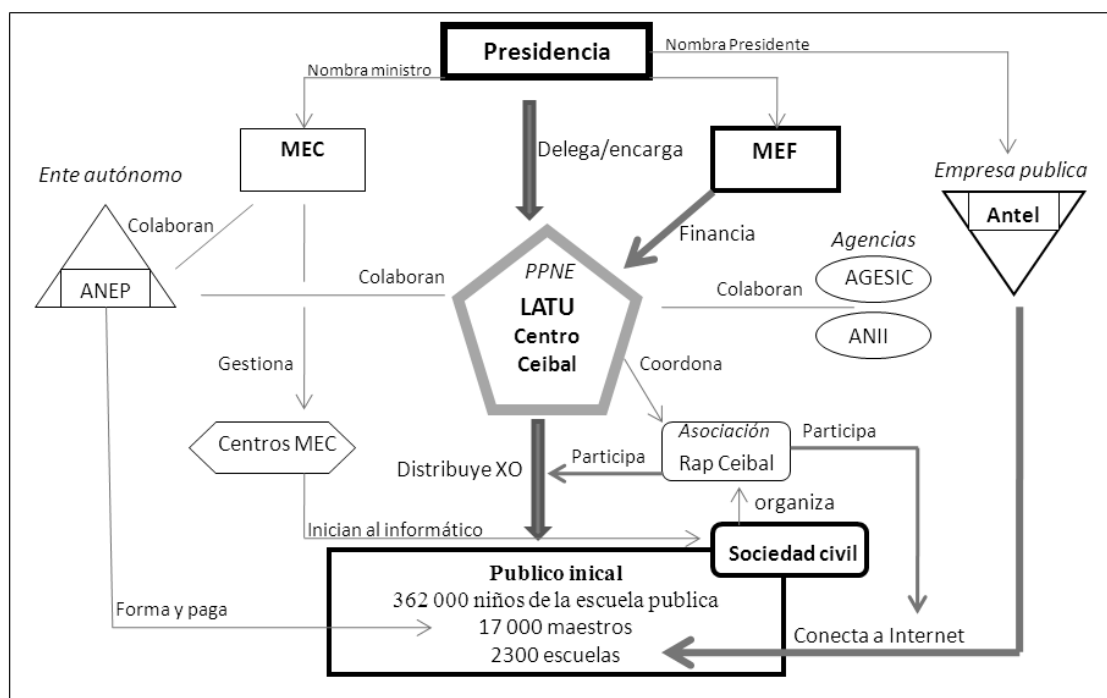 Presidencia
Nombra Presidente
Nombra ministro
MEC
Delega/encarga
MEF
Ente autónomo
Empresa publica
Colaboran
Antel
Financia
Agencias
ANEP
Colaboran
PPNE
Colaboran
AGESIC
LATU
Centro
Ceibal
ANII
Gestiona
Coordona
Centros MEC
Asociación
Rap Ceibal
Participa
Participa
Distribuye XO
organiza
Inician al informático
Sociedad civil
Publico inical
362 000 niños de la escuela publica
17 000 maestros
2300 escuelas
Forma y paga
Conecta a Internet